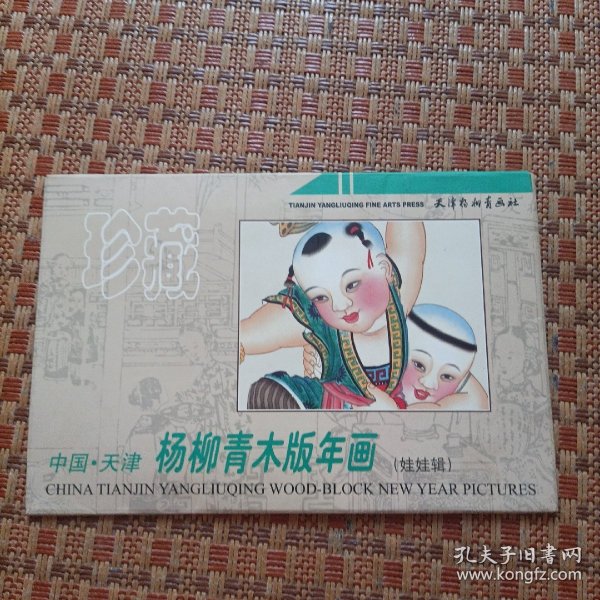 TIANJIN YANGLIUQING FINE ARTS PRESS 天津杨柳青画社
珍藏
中国·天津 杨柳青木版年画 (娃娃辑)
CHINA TIANJIN YANGLIUQING WOOD-BLOCK NEW YEAR PICTURES
孔夫子旧书网
www.kongfz.com